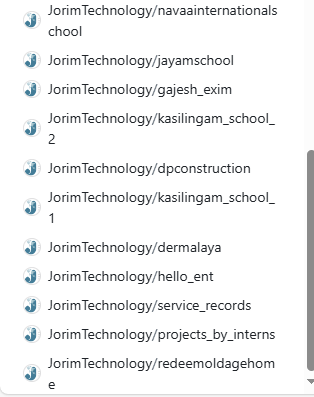 JorimTechnology/navaainternationals
chool
JorimTechnology/jayamschool
JorimTechnology/gajesh_exim
JorimTechnology/kasilingam_school_
2
JorimTechnology/dpconstruction
JorimTechnology/kasilingam_school_
1
JorimTechnology/dermalaya
JorimTechnology/hello_ent
JorimTechnology/service_records
JorimTechnology/projects_by_interns
JorimTechnology/redeemoldagehom
e